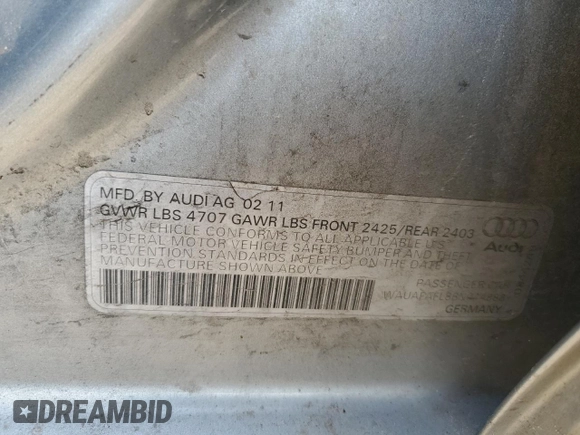 MFD BY AUDI AG 02 11
GVWR LBS 4707 GAWR LBS FRONT 2425/REAR 2403
THIS VEHICLE CONFORMS TO ALL APPLICABLE U.S.
FEDERAL MOTOR VEHICLE SAFETY BUMPER AND THEFT
PREVENTION STANDARDS IN EFFECT ON THE DATE OF
MANUFACTURE SHOWN ABOVE
Audi
PASSENGER
GERMANY
DREAMBID